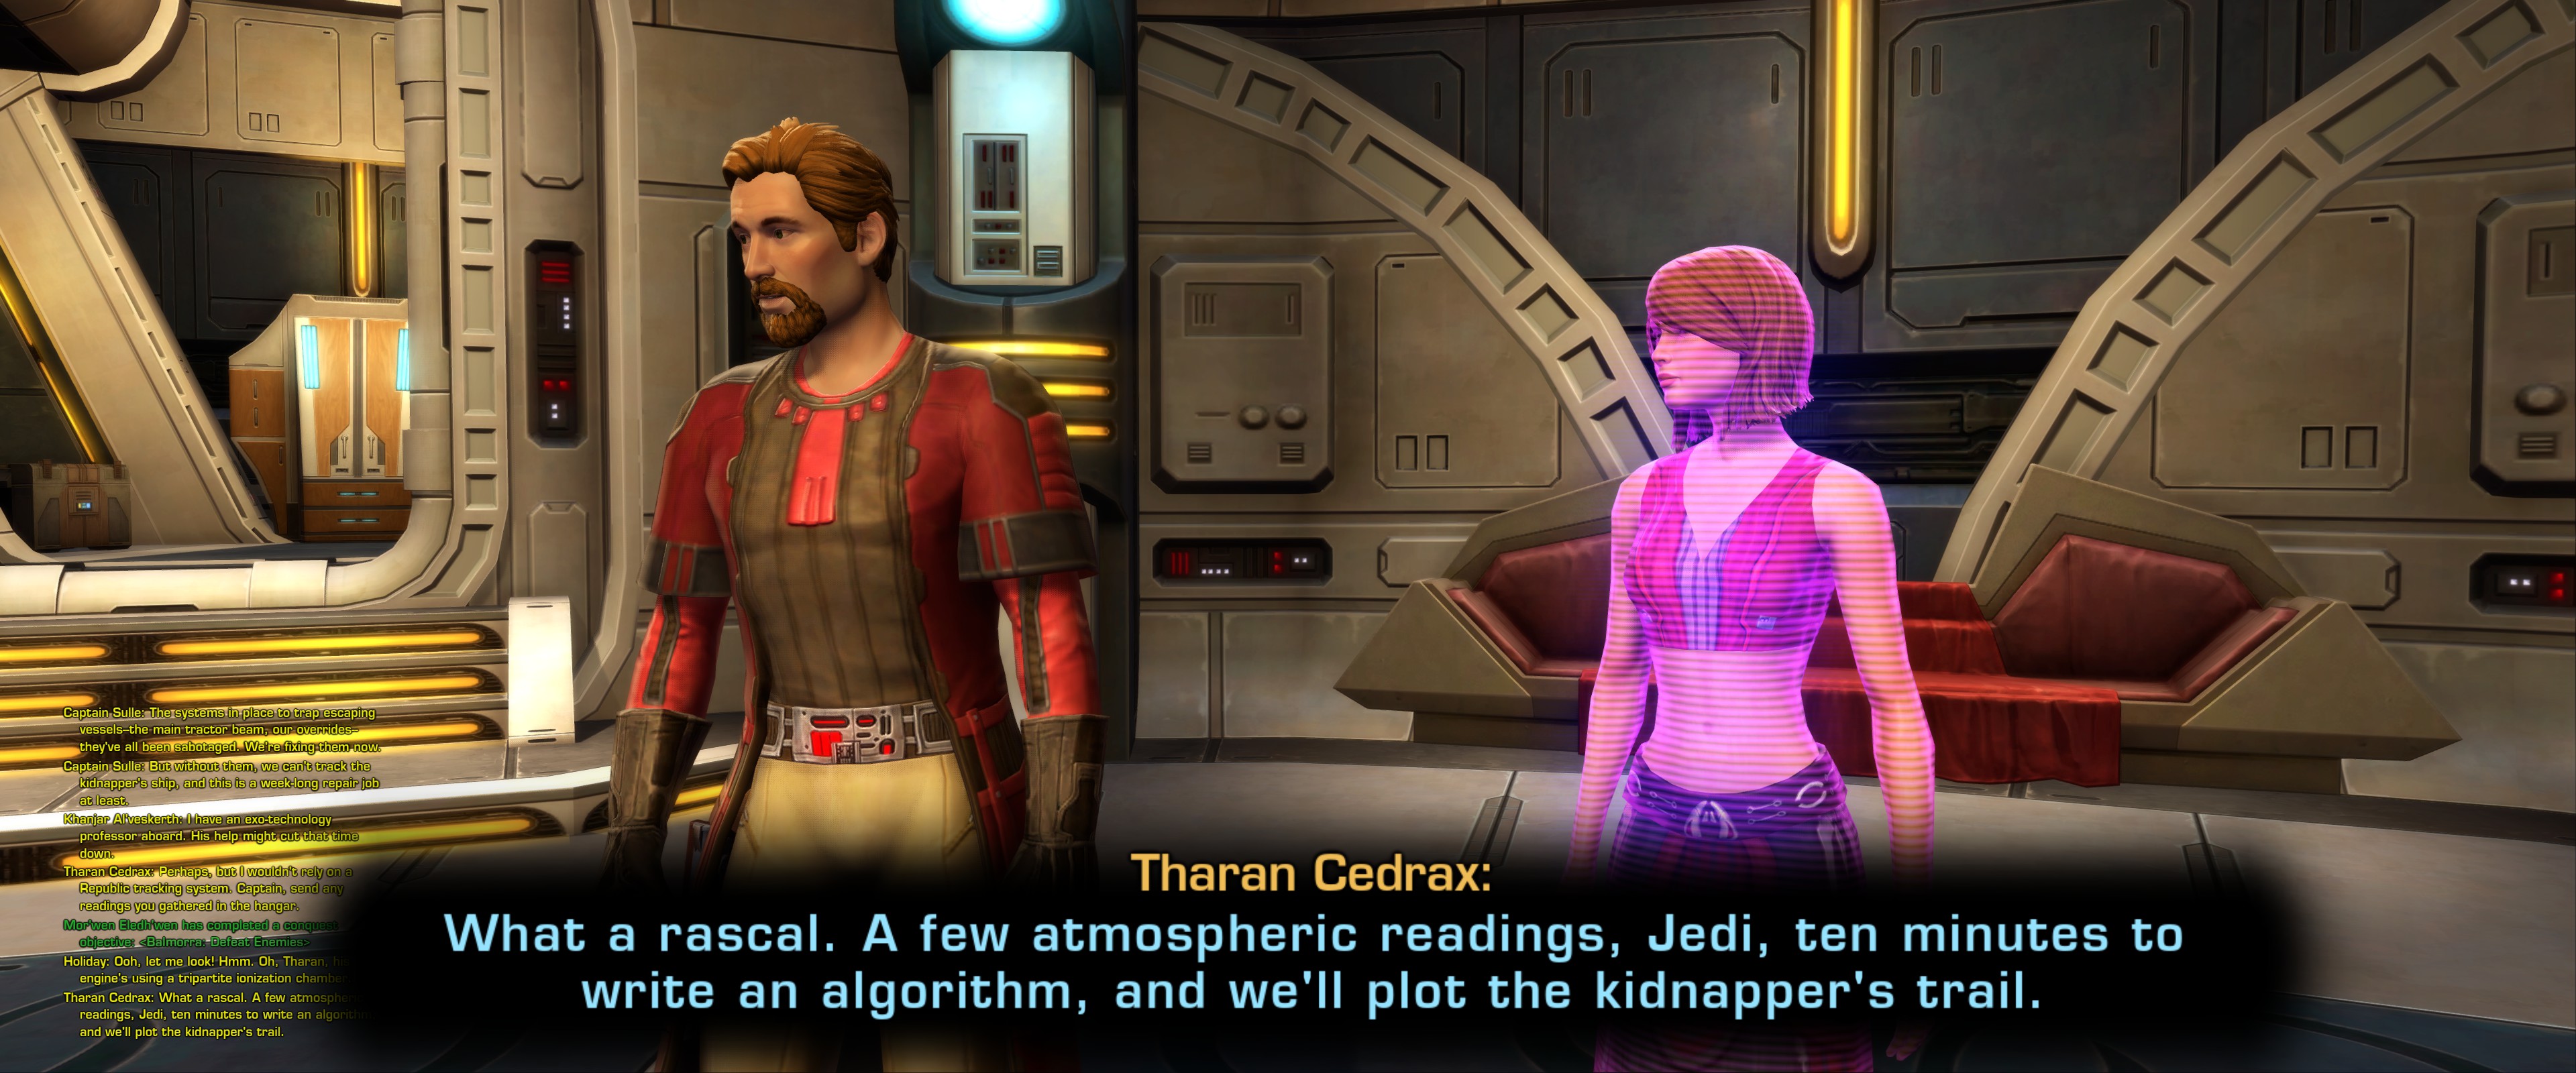 Captain Sulle: The systems in place to trap escaping
vessels–the main tractor beam, our overrides–
they've all been sabotaged. We're fixing them now.
Captain Sulle: But without them, we can't track the
kidnapper's ship, and this is a week-long repair job
at least.
Khanjar Al'veskerth: I have an exo-technology
professor aboard. His help might cut that time
down.
Tharan Cedrax: Perhaps, but I wouldn't rely on a
Republic tracking system. Captain, send any
readings you gathered in the hangar.
Mor'wen Eledh'wen has completed a conquest
objective: <Balmorra: Defeat Enemies>
Holiday: Ooh, let me look! Hmm. Oh, Tharan, his
engine's using a tripartite ionization chamber.
Tharan Cedrax: What a rascal. A few atmospheric
readings, Jedi, ten minutes to write an algorithm,
and we'll plot the kidnapper's trail.
Tharan Cedrax:
What a rascal. A few atmospheric readings, Jedi, ten minutes to
write an algorithm, and we'll plot the kidnapper's trail.